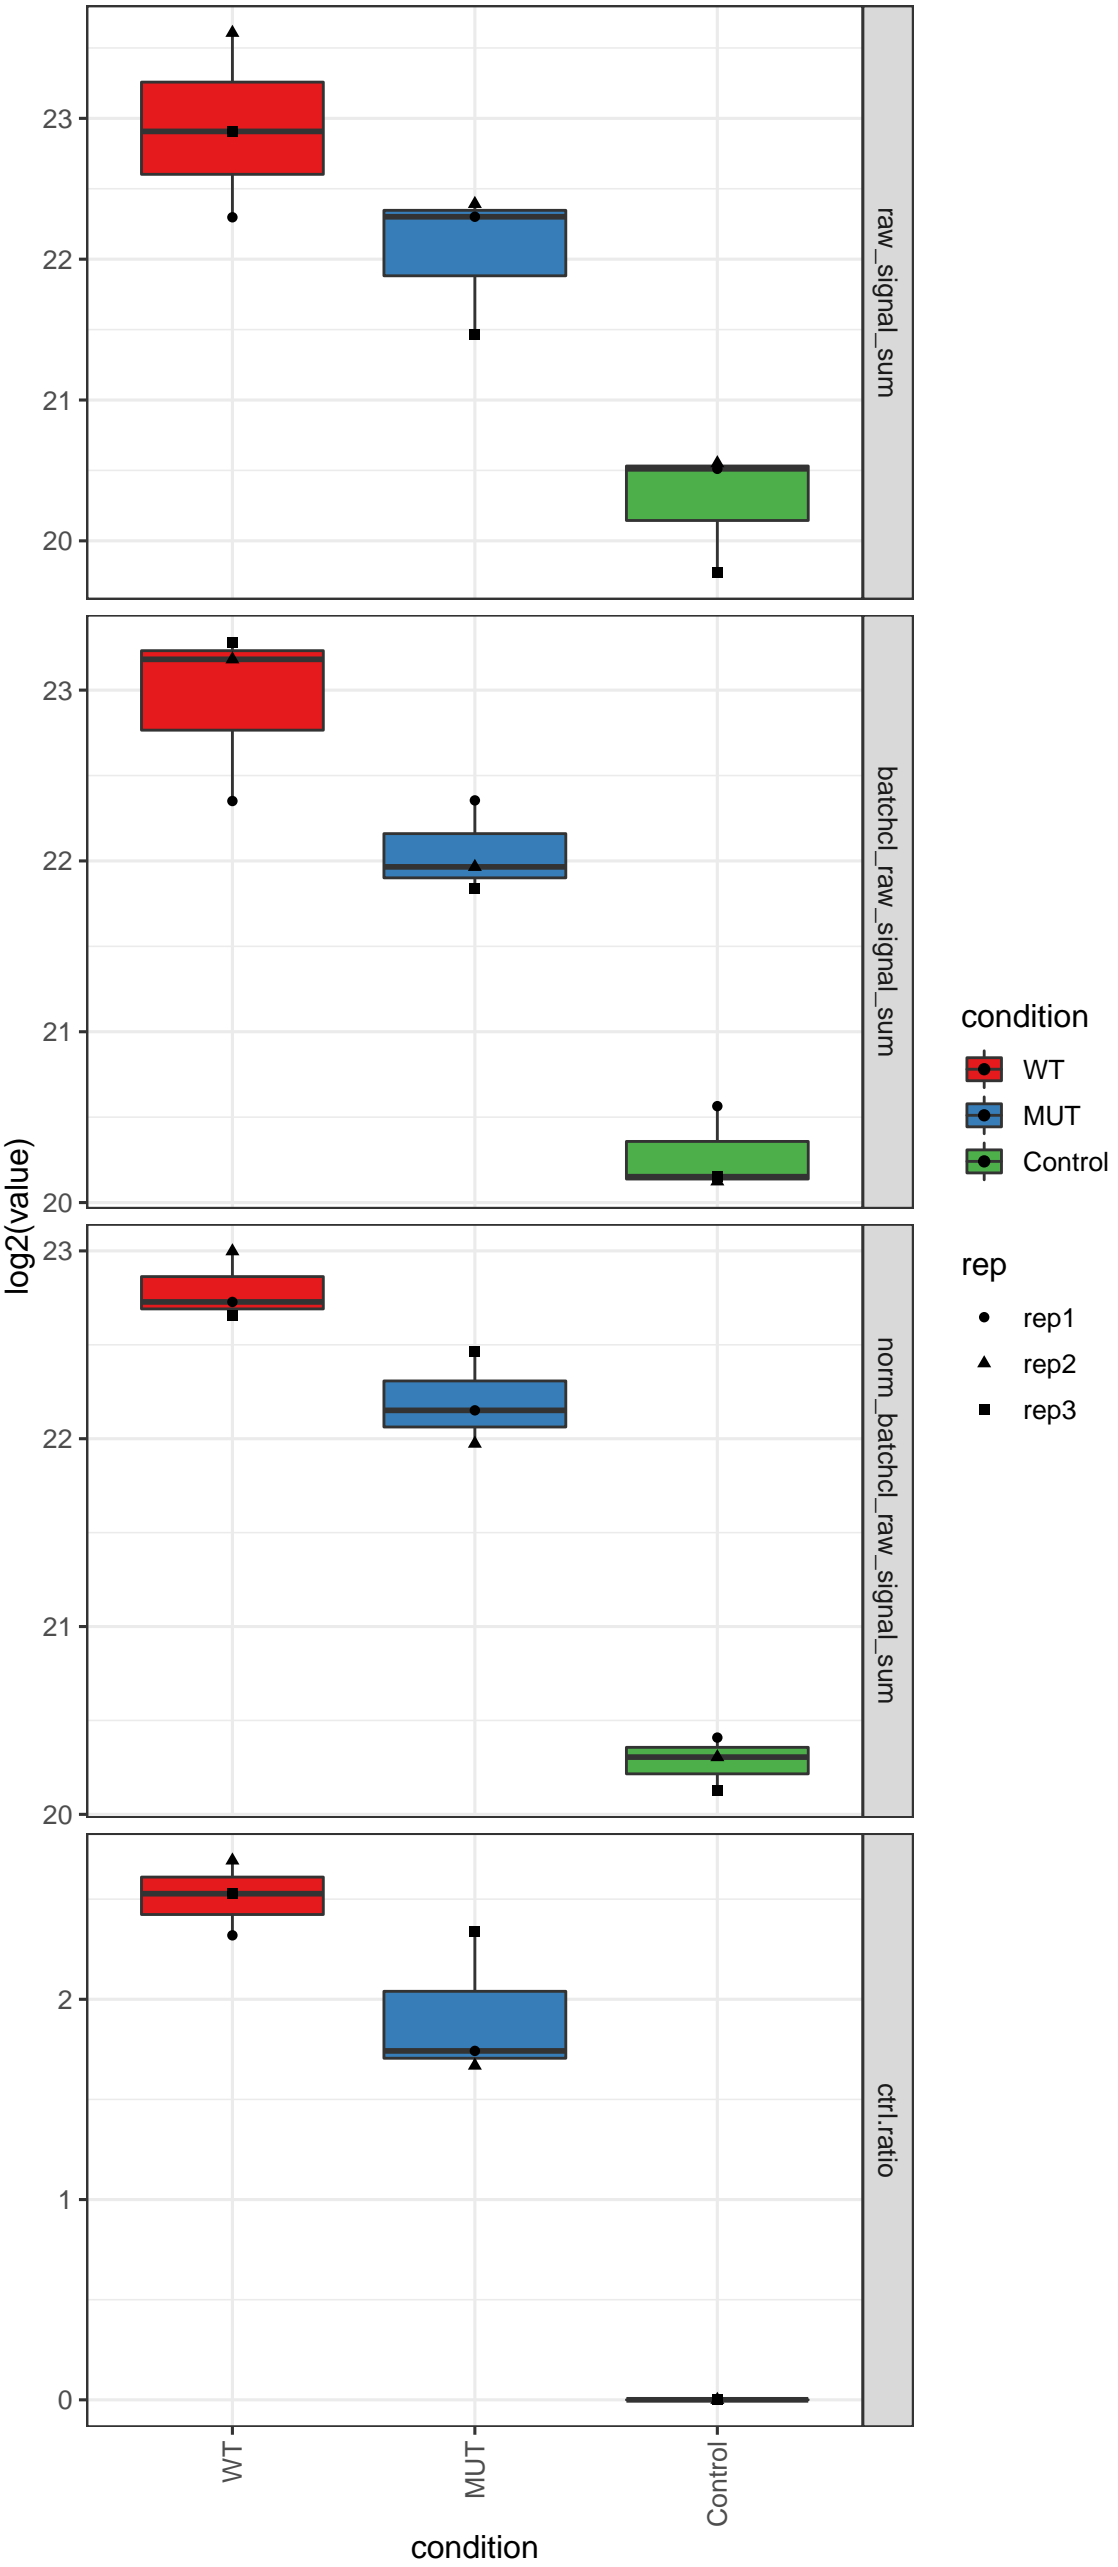 23
22
21
20
raw_signal_sum
23
22
21
20
batchcl_raw_signal_sum
23
22
21
20
norm_batchcl_raw_signal_sum
2
1
0
ctrl.ratio
log2(value)
WT
MUT
Control
condition
condition
WT
MUT
Control
rep
rep1
rep2
rep3